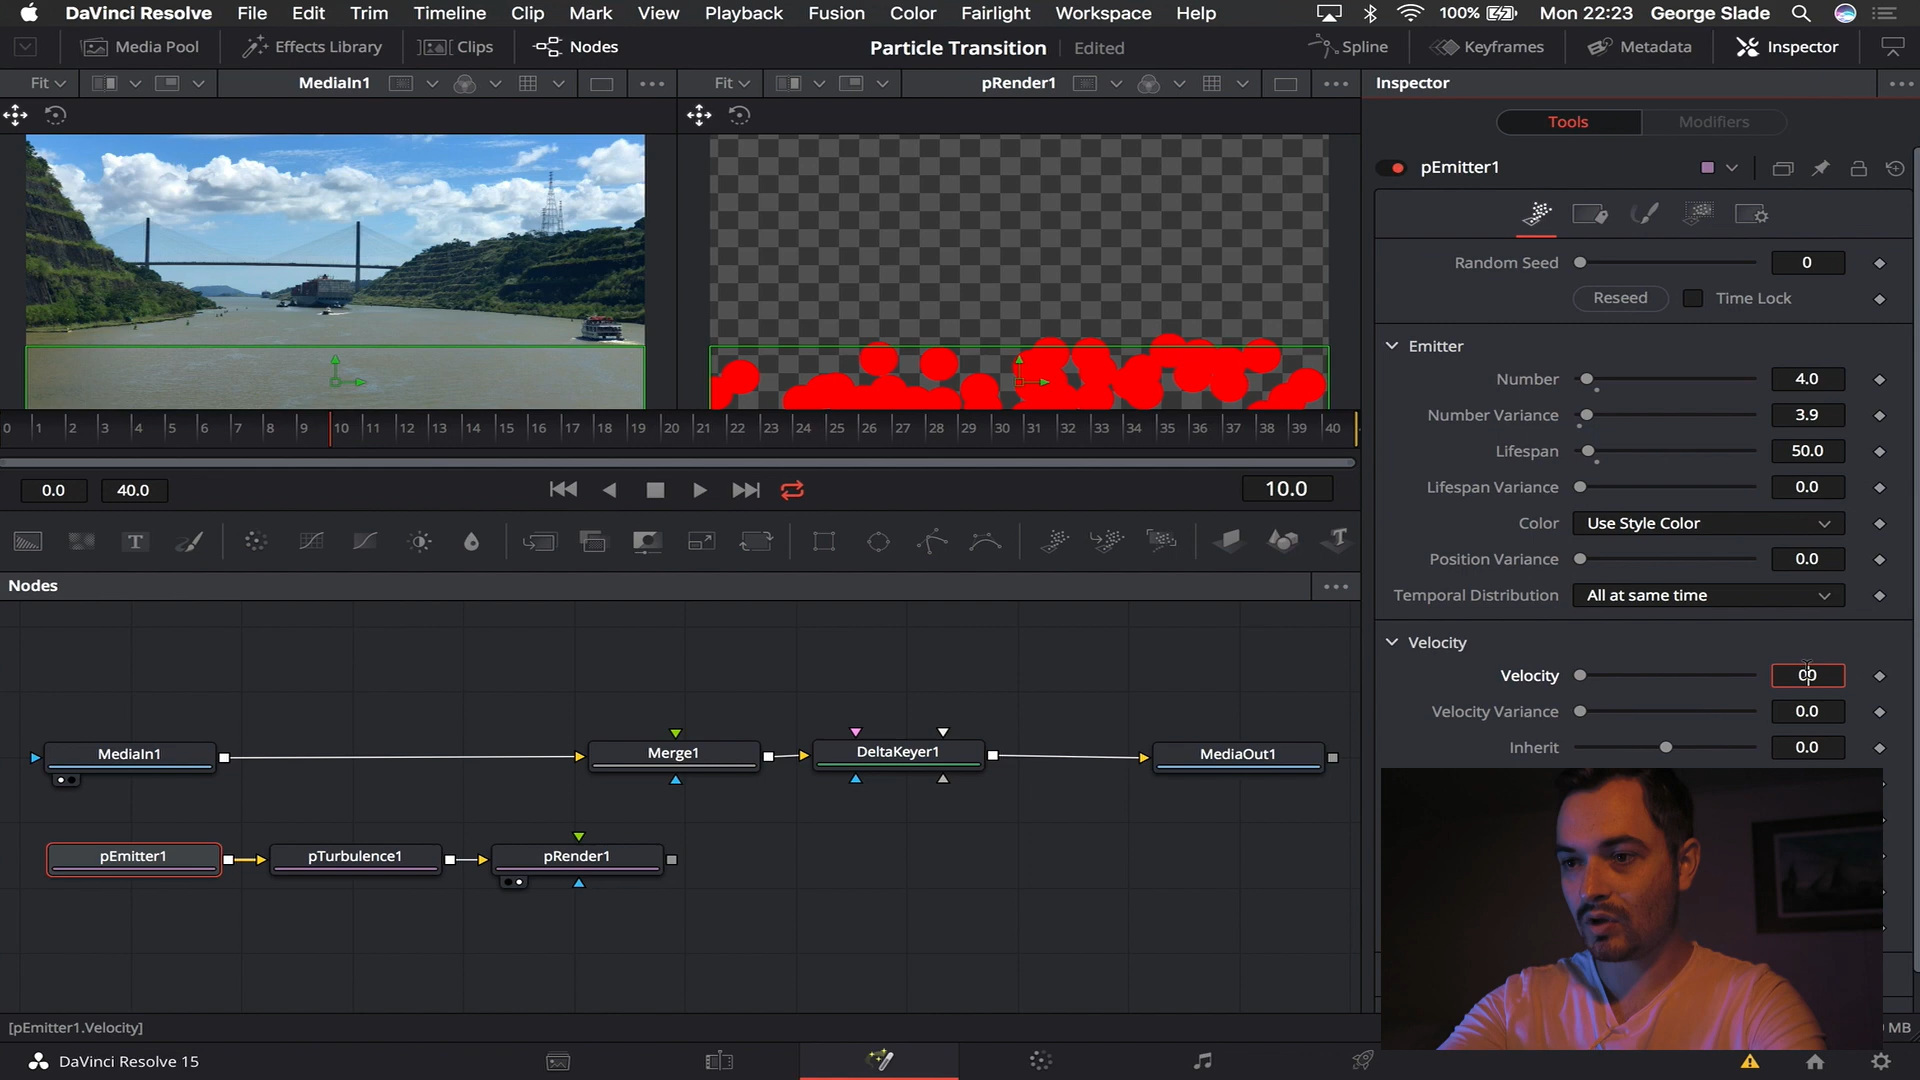 DaVinci Resolve File Edit Trim Timeline Clip Mark View Playback Fusion Color Fairlight Workspace Help 100% Mon 22:23 George Slade
Media Pool Effects Library Clips Nodes Particle Transition Edited Spline Keyframes Metadata Inspector
Fit MediaIn1 Fit pRender1 Inspector
Tools Modifiers
pEmitter1
Random Seed 0
Reseed Time Lock
Emitter
Number 4.0
Number Variance 3.9
Lifespan 50.0
Lifespan Variance 0.0
Color Use Style Color
Position Variance 0.0
Temporal Distribution All at same time
Velocity
Velocity
Velocity Variance 0.0
Inherit 0.0
0 1 2 3 4 5 6 7 8 9 10 11 12 13 14 15 16 17 18 19 20 21 22 23 24 25 26 27 28 29 30 31 32 33 34 35 36 37 38 39 40
0.0 40.0 10.0
T T
Nodes
MediaIn1 Merge1 DeltaKeyer1 MediaOut1
pEmitter1 pTurbulence1 pRender1
[pEmitter1.Velocity] MB
DaVinci Resolve 15